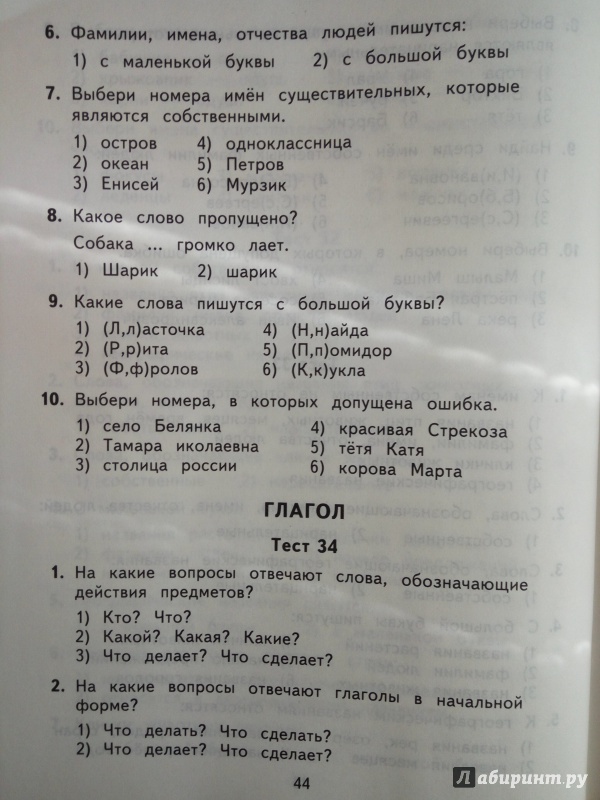 6. Фамилии, имена, отчества людей пишутся:
1) с маленькой буквы 2) с большой буквы
7. Выбери номера имён существительных, которые
являются собственными.
1) остров 4) одноклассница
2) океан 5) Петров
3) Енисей 6) Мурзик
8. Какое слово пропущено?
Собака ... громко лает.
1) Шарик 2) шарик
9. Какие слова пишутся с большой буквы?
1) (Л,л)асточка 4) (Н,н)айда
2) (Р,р)ита 5) (П,п)омидор
3) (Ф,ф)ролов 6) (К,к)укла
10. Выбери номера, в которых допущена ошибка.
1) село Белянка 4) красивая Стрекоза
2) Тамара иколаевна 5) тётя Катя
3) столица россии 6) корова Марта
ГЛАГОЛ
Тест 34
1. На какие вопросы отвечают слова, обозначающие
действия предметов?
1) Кто? Что?
2) Какой? Какая? Какие?
3) Что делает? Что сделает?
2. На какие вопросы отвечают глаголы в начальной
форме?
1) Что делать? Что сделать?
2) Что делает? Что сделает?
44
Лабиринт.ру